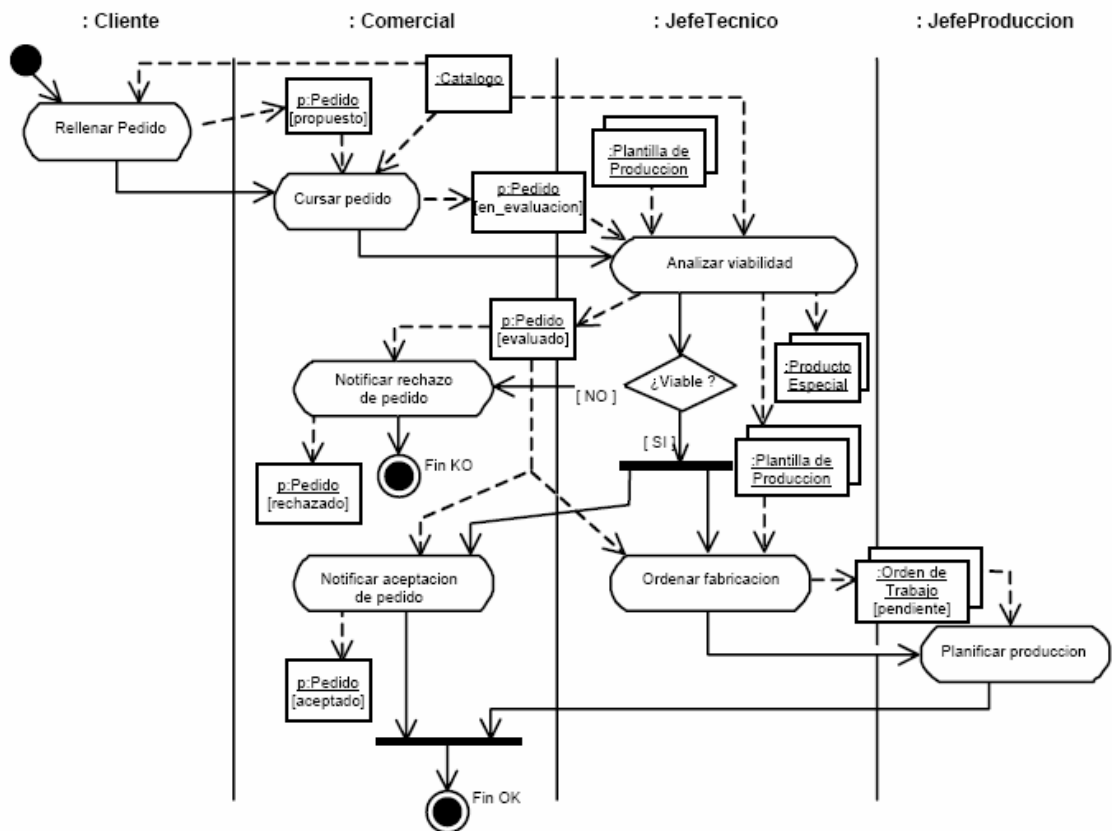 : Cliente
: Comercial
: JefeTecnico
: JefeProduccion
:Catalogo
p:Pedido
[propuesto]
Rellenar Pedido
:Plantilla de
Produccion
Cursar pedido
p:Pedido
[en_evaluacion]
Analizar viabilidad
p:Pedido
[evaluado]
:Producto
Especial
Notificar rechazo
de pedido
[ NO ]
¿Viable ?
[ SI ]
Fin KO
:Plantilla de
Produccion
p:Pedido
[rechazado]
Notificar aceptacion
de pedido
Ordenar fabricacion
:Orden de
Trabajo
[pendiente]
Planificar produccion
p:Pedido
[aceptado]
Fin OK